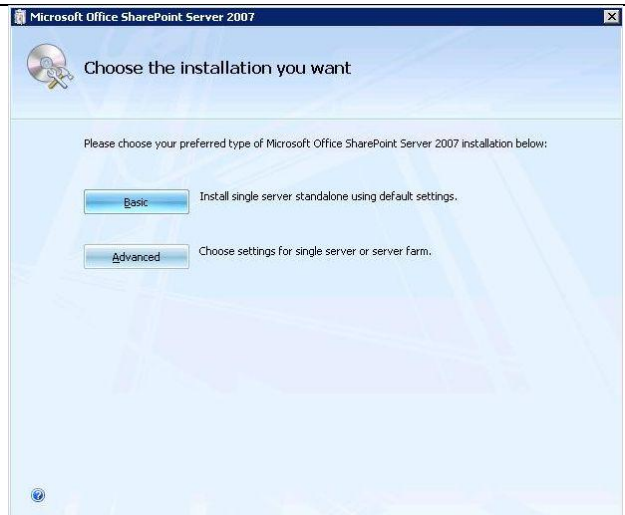 Microsoft Office SharePoint Server 2007
Choose the installation you want
Please choose your preferred type of Microsoft Office SharePoint Server 2007 installation below:
Basic
Install single server standalone using default settings.
Advanced
Choose settings for single server or server farm.